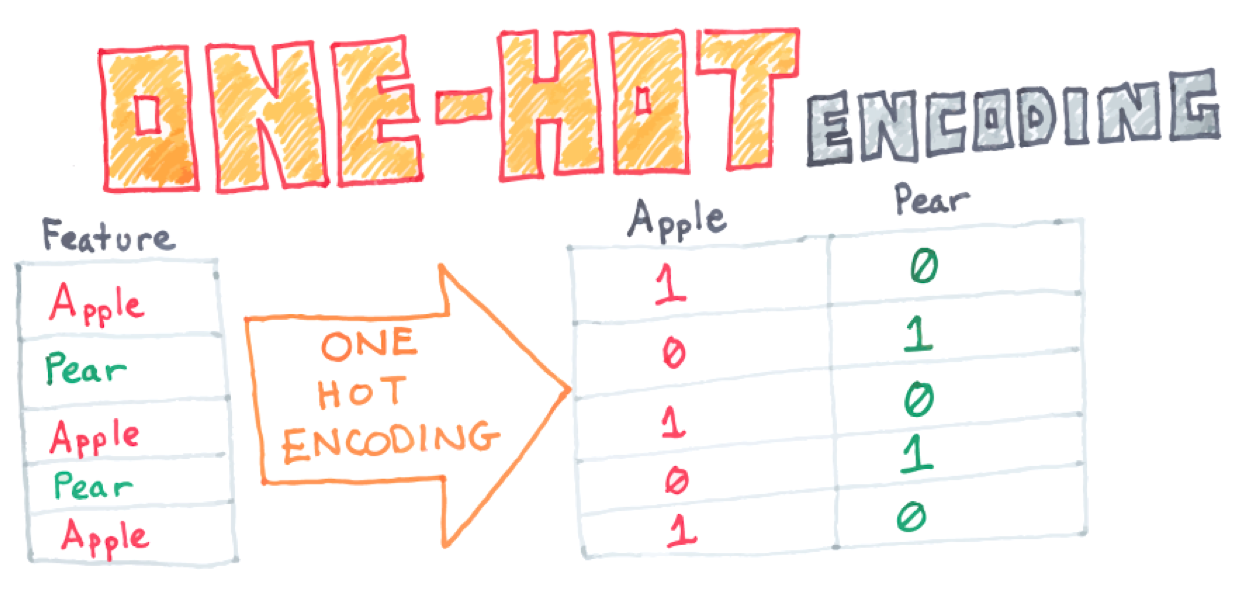 ONE-HOT ENCODING
Feature
Apple
Pear
Apple
Pear
Apple
ONE
HOT
ENCODING
Apple Pear
1 0
0 1
1 0
0 1
1 0